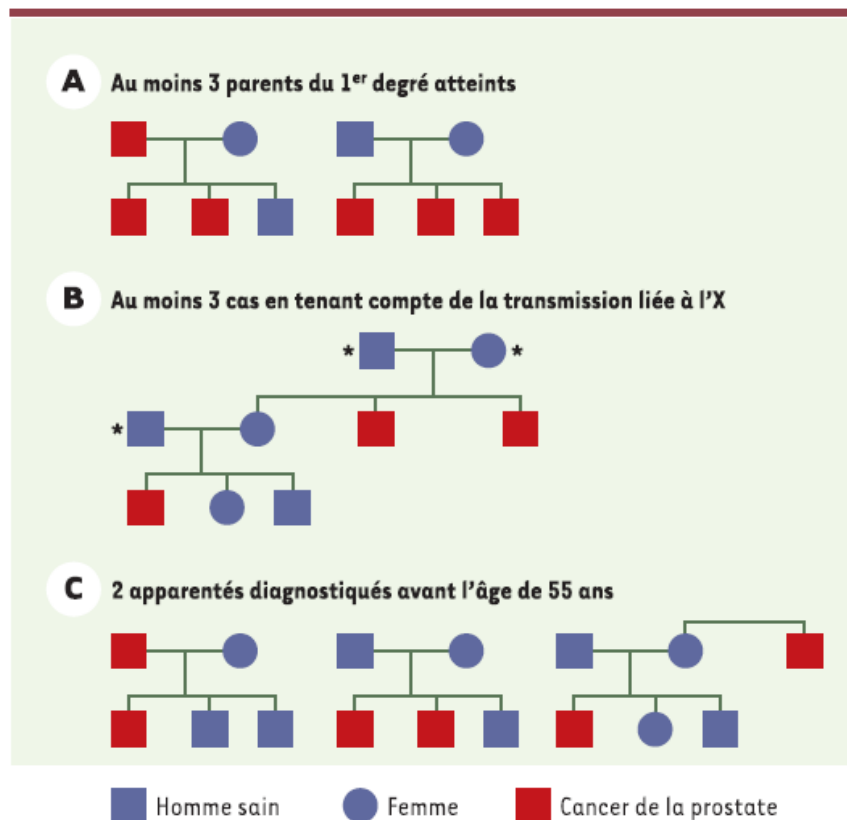 A Au moins 3 parents du 1er degré atteints
B Au moins 3 cas en tenant compte de la transmission liée à l'X
* *
*
C 2 apparentés diagnostiqués avant l'âge de 55 ans
Homme sain Femme Cancer de la prostate